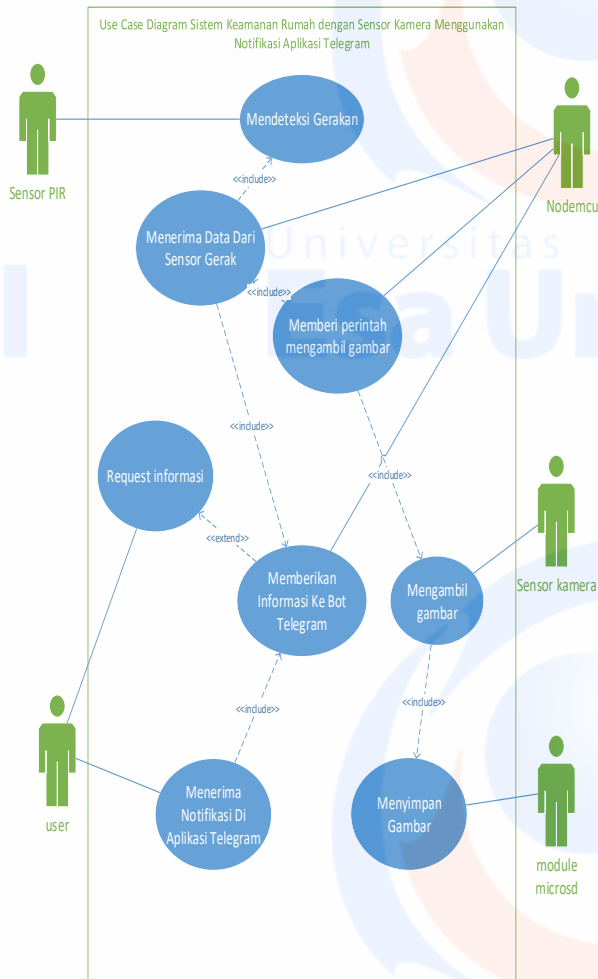 Use Case Diagram Sistem Keamanan Rumah dengan Sensor Kamera Menggunakan
Notifikasi Aplikasi Telegram
Mendeteksi Gerakan
Sensor PIR
Nodemcu
<<include>>
Menerima Data Dari
Sensor Gerak
Universitas
Esa Un
<<include>>
Memberi perintah
mengambil gambar
<<include>>
Request informasi
<<include>>
<<extend>>
Memberikan
Informasi Ke Bot
Telegram
Mengambil
gambar
Sensor kamera
<<include>>
<<include>>
user
Menerima
Notifikasi Di
Aplikasi Telegram
Menyimpan
Gambar
module
microsd